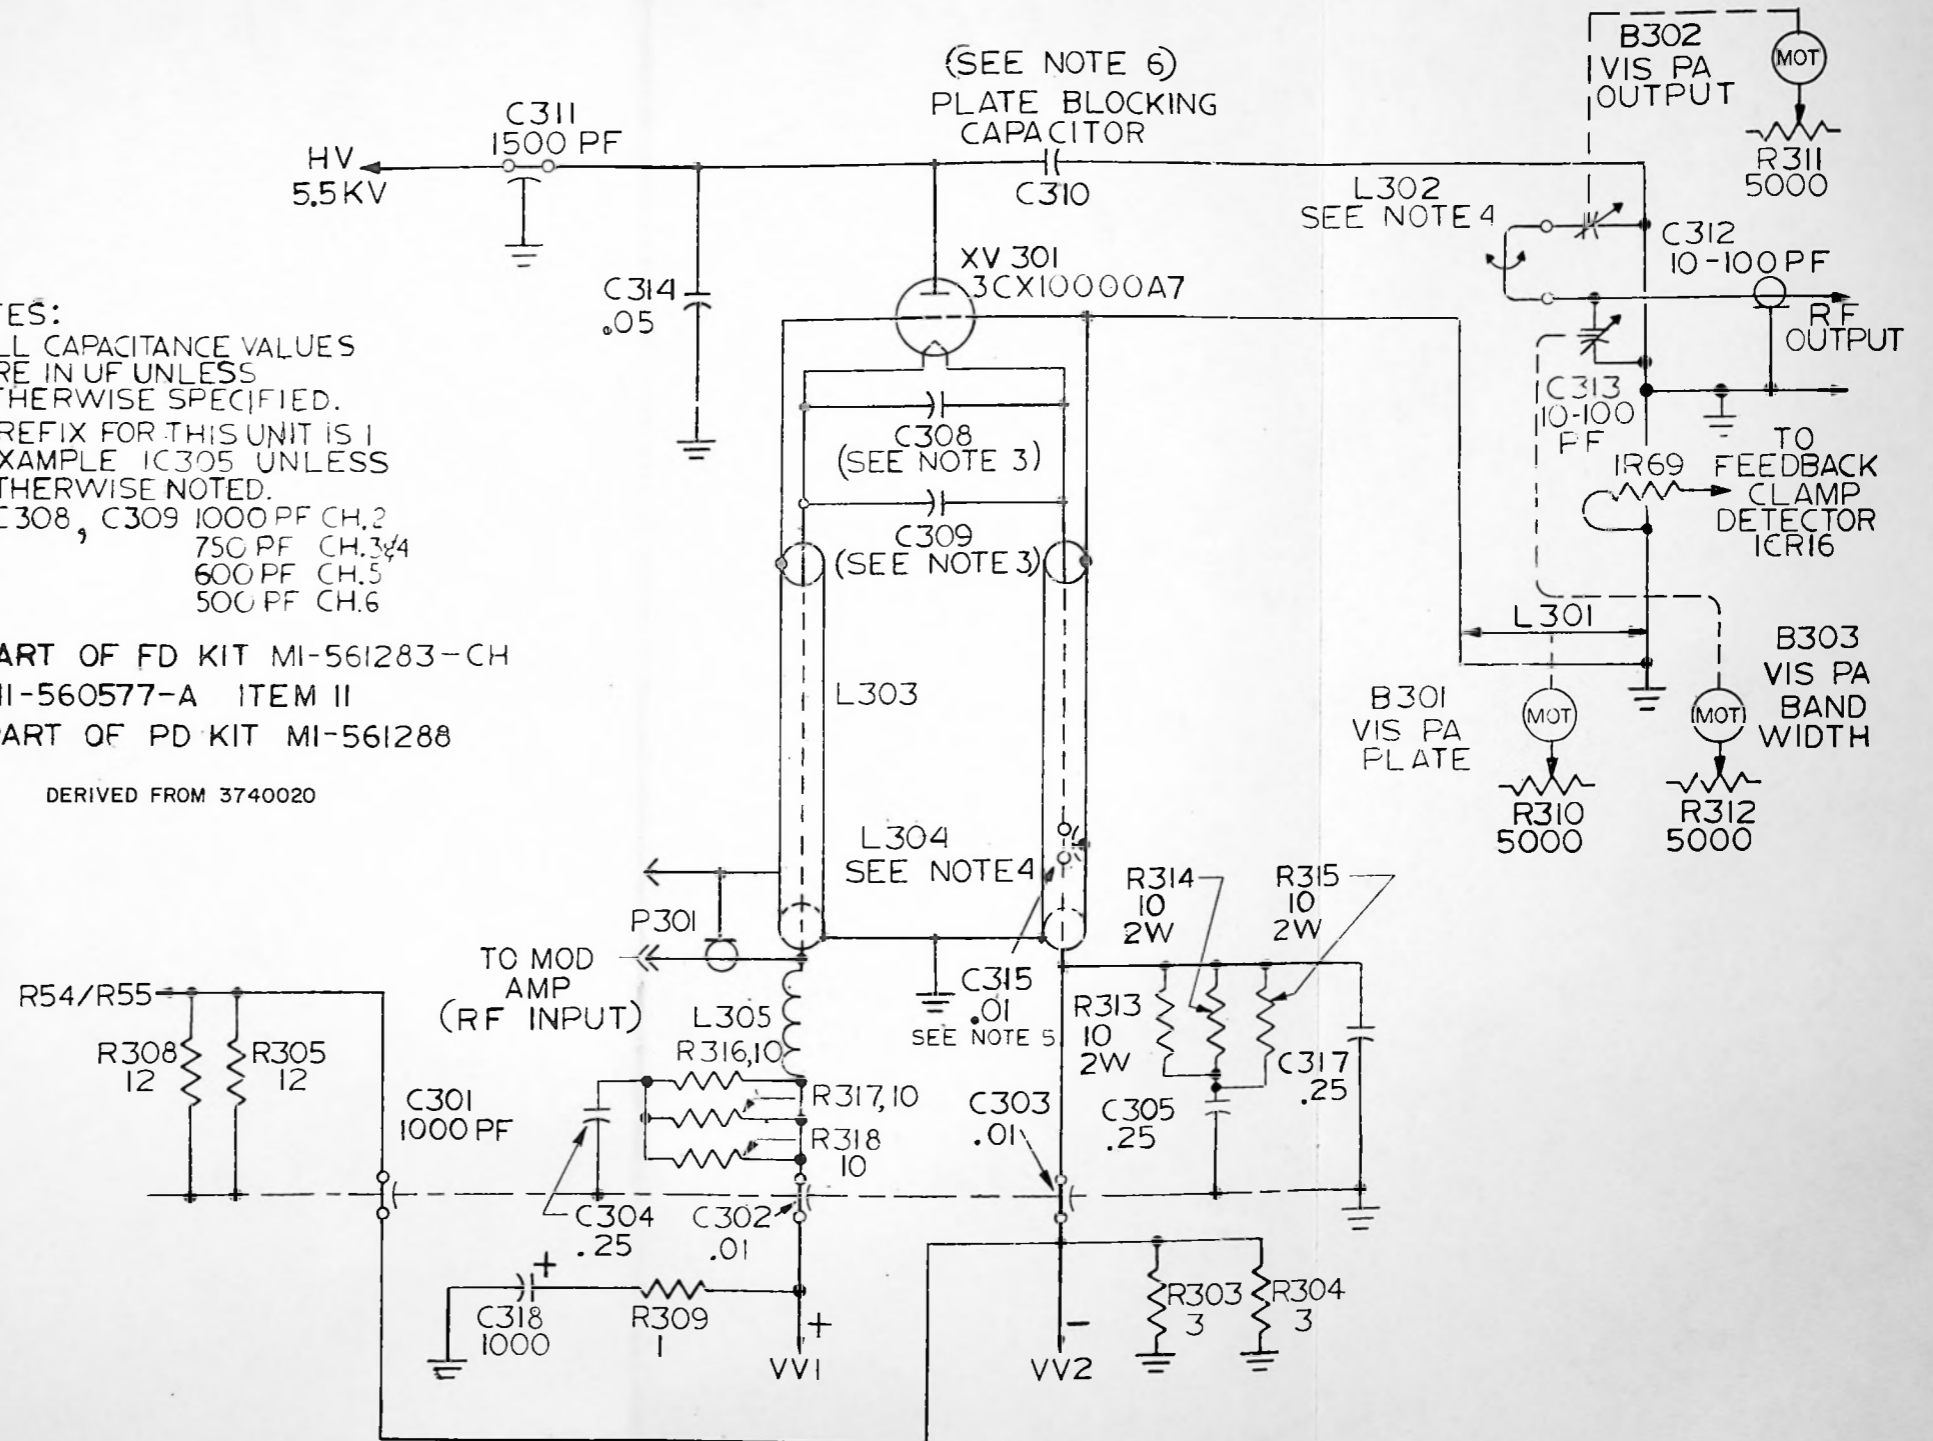 (SEE NOTE 6)
PLATE BLOCKING
CAPACITOR
C310
B302
VIS PA
OUTPUT
MOT
R311
5000
C311
1500 PF
HV
5.5KV
L302
SEE NOTE 4
C312
10-100PF
RF
OUTPUT
C314
.05
XV 301
3CX10000A7
TES:
LL CAPACITANCE VALUES
RE IN UF UNLESS
THERWISE SPECIFIED.
REFIX FOR THIS UNIT IS 1
XAMPLE 1C305 UNLESS
THERWISE NOTED.
C308, C309 1000 PF CH.2
750 PF CH.3&4
600 PF CH.5
500 PF CH.6
ART OF FD KIT MI-561283-CH
MI-560577-A ITEM 11
PART OF PD KIT MI-561288
DERIVED FROM 3740020
C308
(SEE NOTE 3)
C309
(SEE NOTE 3)
C313
10-100
PF
1R69
TO
FEEDBACK
CLAMP
DETECTOR
1CR16
L301
B303
VIS PA
BAND
WIDTH
B301
VIS PA
PLATE
MOT
MOT
R310
5000
R312
5000
L303
L304
SEE NOTE 4
P301
TO MOD
AMP
(RF INPUT)
C315
.01
SEE NOTE 5
R314
10
2W
R315
10
2W
R313
10
2W
C317
.25
C305
.25
C303
.01
R54/R55
R308
12
R305
12
C301
1000 PF
L305
R316,10
R317,10
R318
10
C304
.25
C302
.01
+
C318
1000
R309
1
+
VV1
-
VV2
R303
3
R304
3